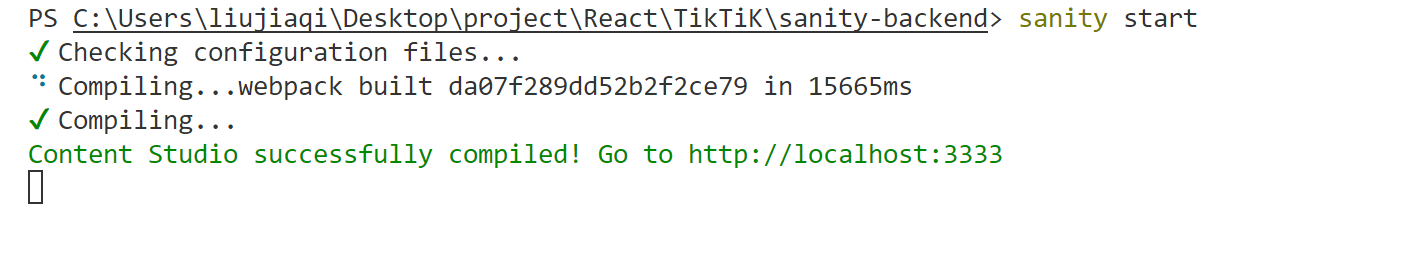 PS C:\Users\liujiaqi\Desktop\project\React\TikTiK\sanity-backend> sanity start
✓ Checking configuration files...
⠙ Compiling...webpack built da07f289dd52b2f2ce79 in 15665ms
✓ Compiling...
Content Studio successfully compiled! Go to http://localhost:3333